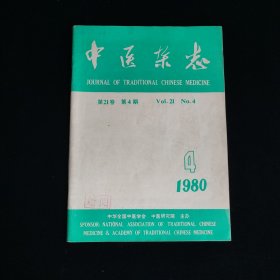 中医杂志
JOURNAL OF TRADITIONAL CHINESE MEDICINE
第21卷 第4期 Vol. 21 No. 4
4
1980
中华全国中医学会 中医研究院 主办
SPONSOR: NATIONAL ASSOCIATION OF TRADITIONAL CHINESE
MEDICINE & ACADEMY OF TRADITIONAL CHINESE MEDICINE